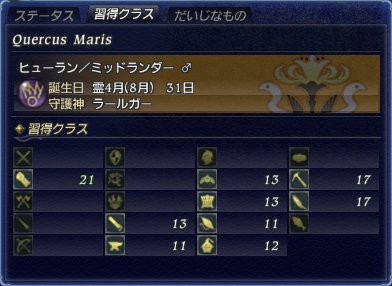 ステータス 習得クラス だいじなもの
Quercus Maris
ヒューラン／ミッドランダー ♂
誕生日 霊4月(8月) 31日
守護神 ラールガー
習得クラス
21 13 17
13 17
13 11
11 12